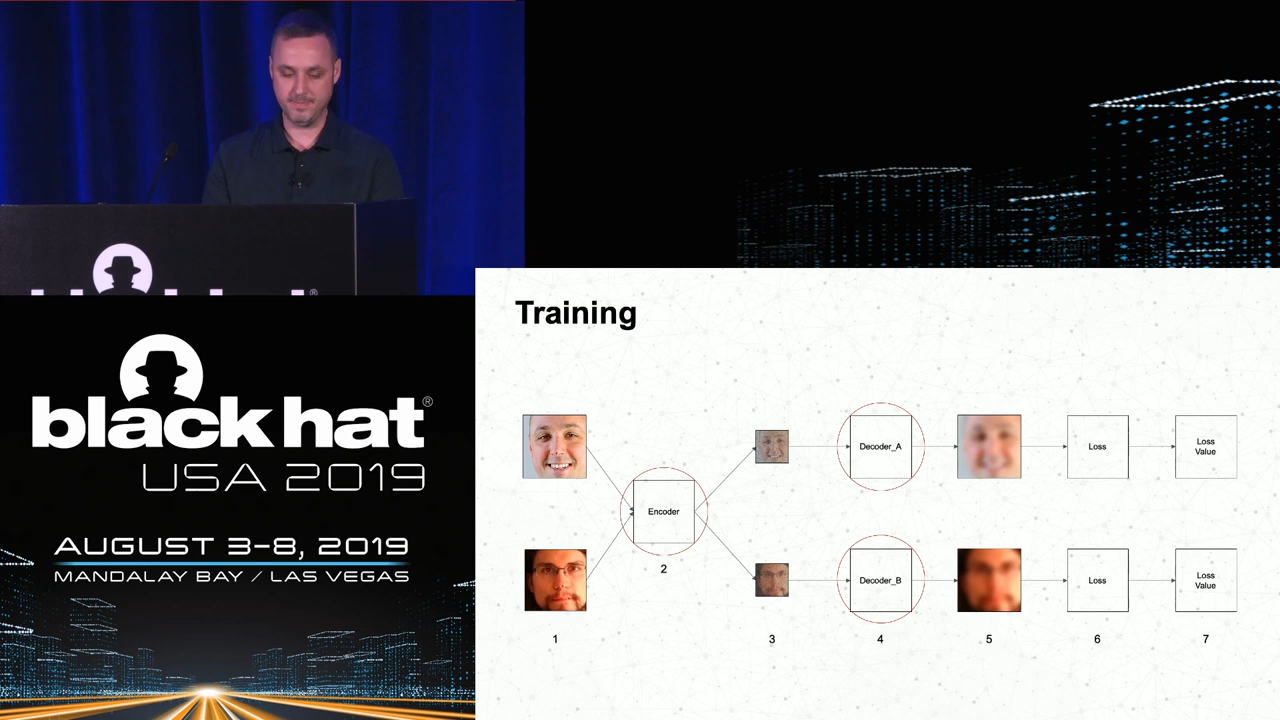 black hat®
USA 2019
AUGUST 3-8, 2019
MANDALAY BAY / LAS VEGAS
Training
Encoder
Decoder_A
Loss
Loss
Value
Decoder_B
Loss
Loss
Value
2
1
3
4
5
6
7